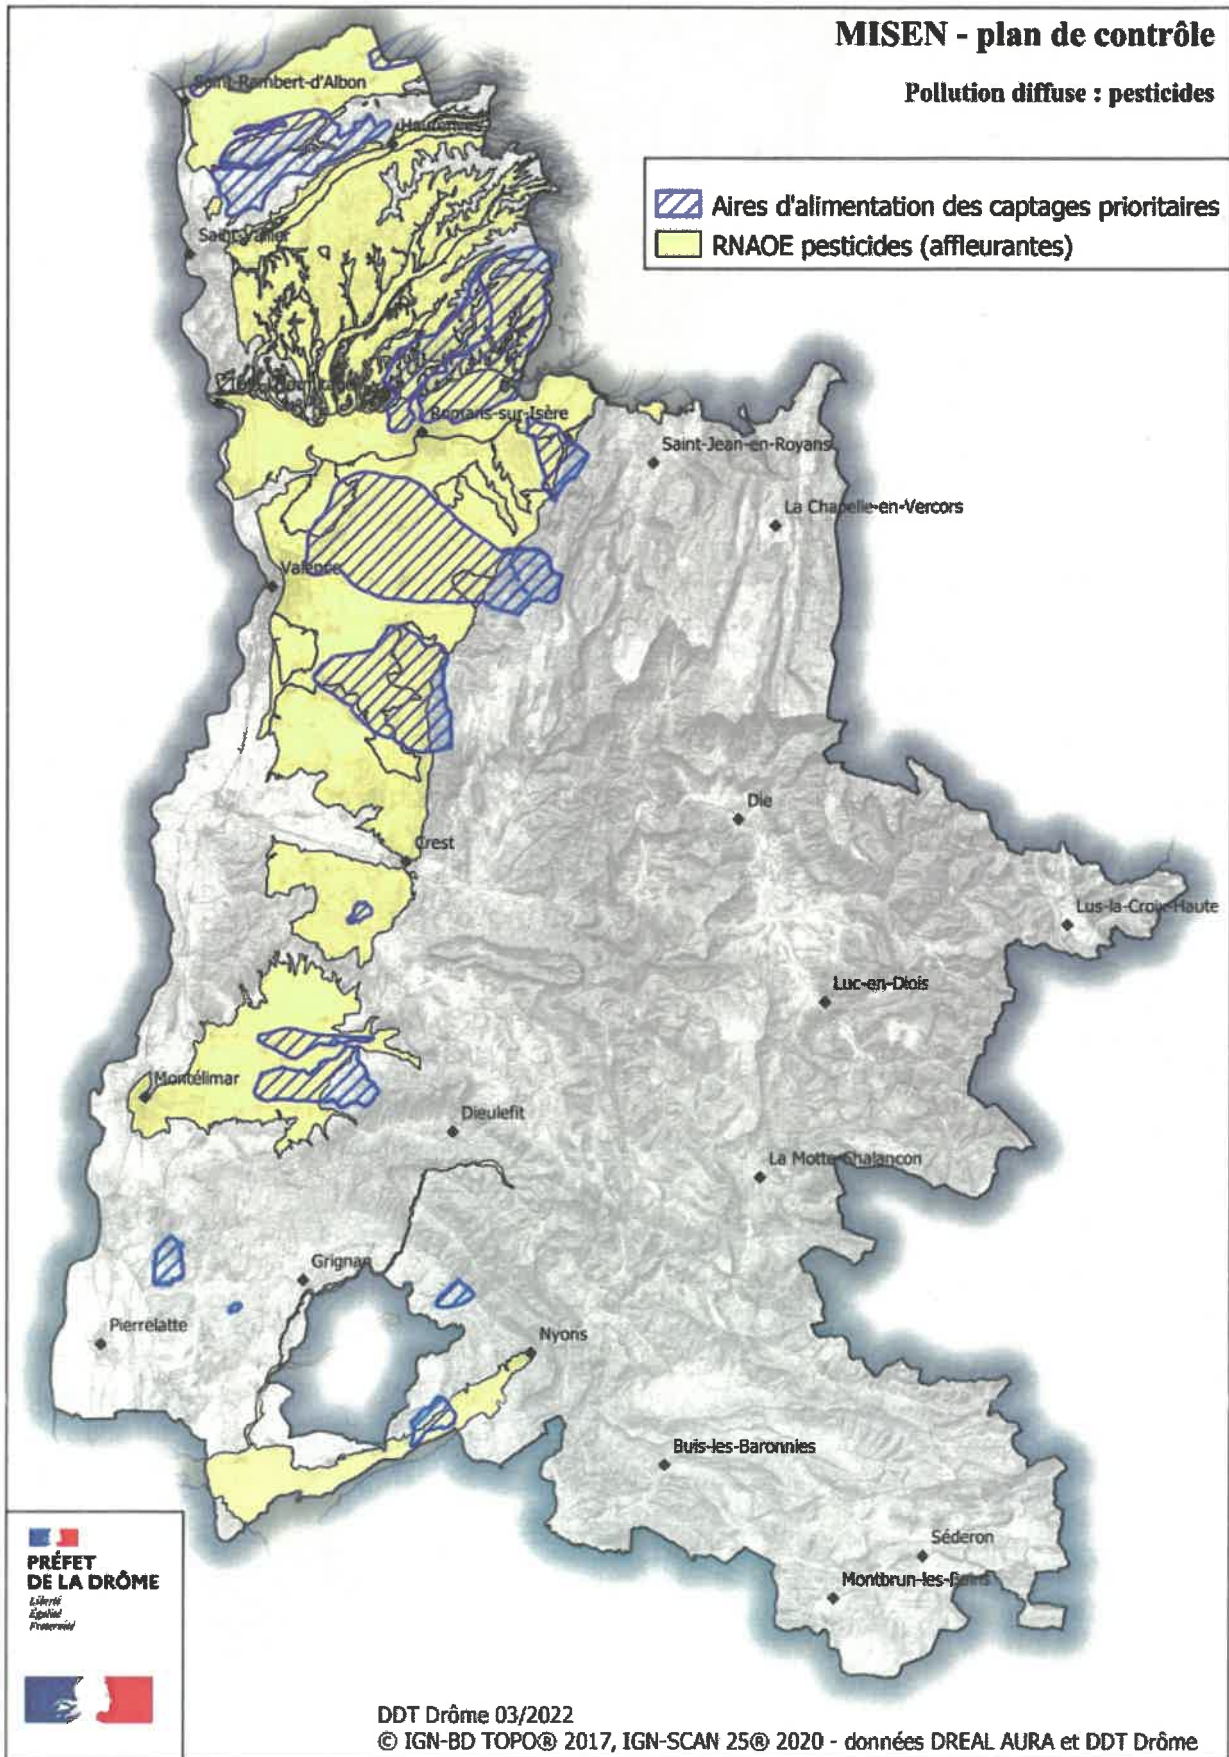 MISEN - plan de contrôle
Pollution diffuse : pesticides
Aires d'alimentation des captages prioritaires
RNAOE pesticides (affleurantes)
Saint-Rambert-d'Albon
Hauterives
Saint-Vallier
Romans-sur-Isère
Saint-Jean-en-Royans
La Chapelle-en-Vercors
Valence
Die
Crest
Lus-la-Croix-Haute
Luc-en-Diois
Montélimar
Dieulefit
La Motte-Chalancon
Grignan
Pierrelatte
Nyons
Buis-les-Baronnies
Séderon
Montbrun-les-Bains
PRÉFET
DE LA DRÔME
Liberté
Égalité
Fraternité
DDT Drôme 03/2022
© IGN-BD TOPO® 2017, IGN-SCAN 25® 2020 - données DREAL AURA et DDT Drôme